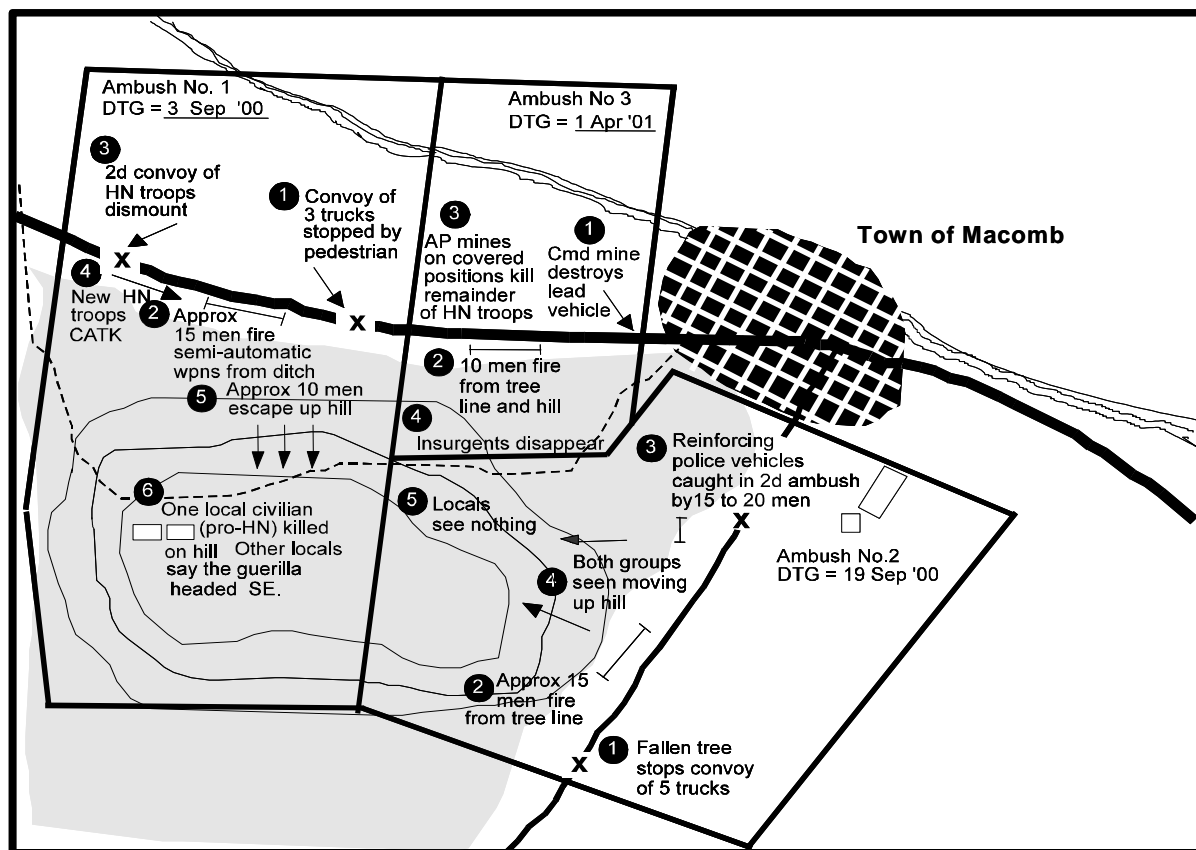 Ambush No. 1
DTG = 3 Sep '00
3
2d convoy of
HN troops
dismount
1
Convoy of
3 trucks
stopped by
pedestrian
4
New HN
troops
CATK
2
Approx
15 men fire
semi-automatic
wpns from ditch
5
Approx 10 men
escape up hill
6
One local civilian
(pro-HN) killed
on hill Other locals
say the guerilla
headed SE.
Ambush No 3
DTG = 1 Apr '01
3
AP mines
on covered
positions kill
remainder
of HN troops
1
Cmd mine
destroys
lead
vehicle
2
10 men fire
from tree
line and hill
4
Insurgents disappear
5
Locals
see nothing
Town of Macomb
3
Reinforcing
police vehicles
caught in 2d ambush
by 15 to 20 men
Ambush No.2
DTG = 19 Sep '00
4
Both groups
seen moving
up hill
2
Approx 15
men fire
from tree line
1
Fallen tree
stops convoy
of 5 trucks
x
x
x
x